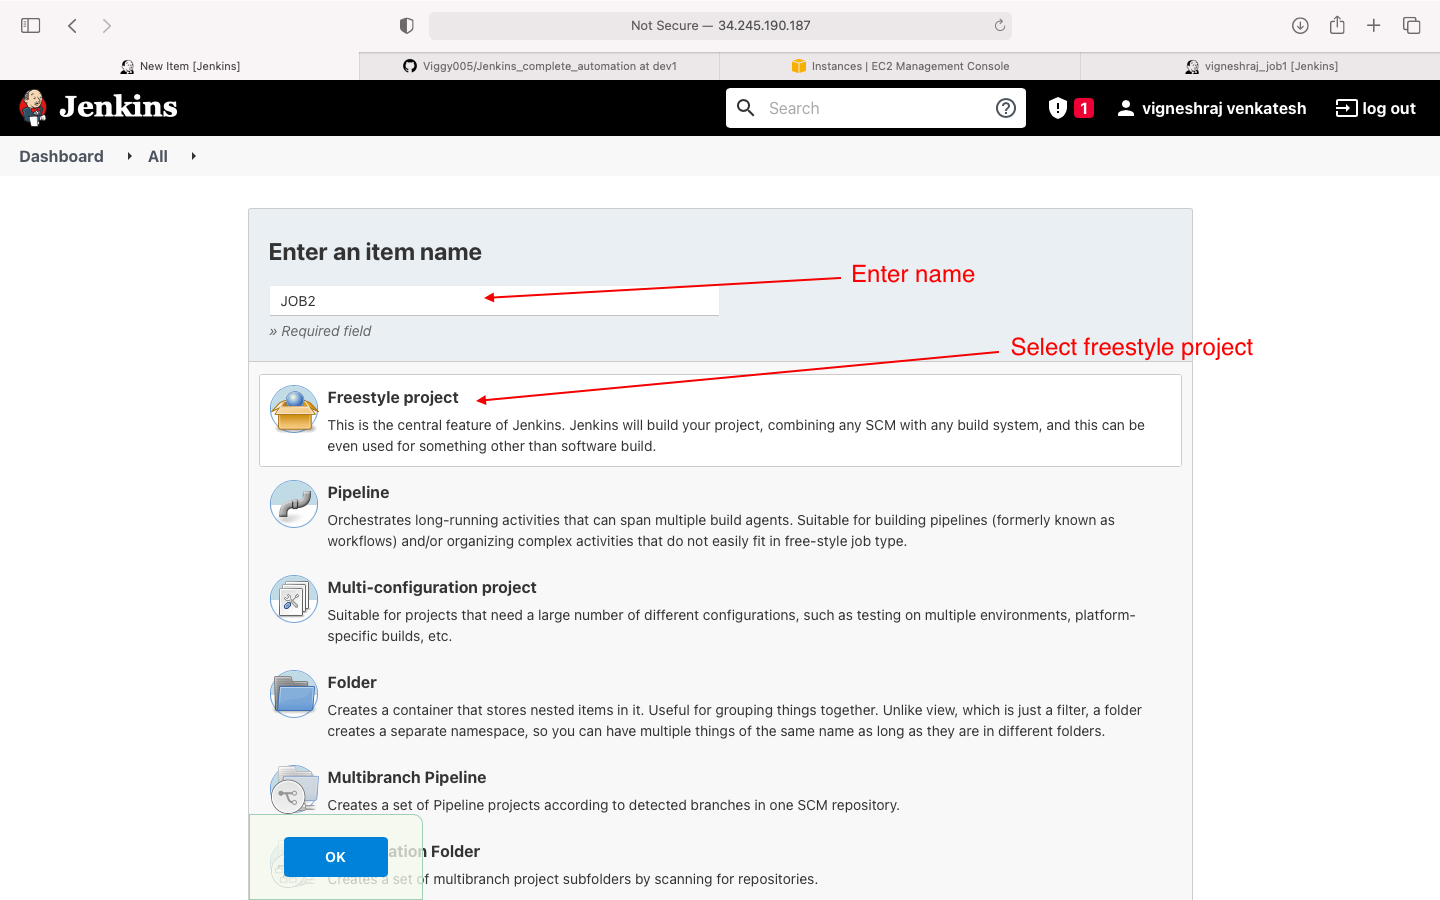 Not Secure — 34.245.190.187
New Item [Jenkins]
Viggy005/Jenkins_complete_automation at dev1
Instances | EC2 Management Console
vigneshraj_job1 [Jenkins]
Jenkins
Search
1
vigneshraj venkatesh
log out
Dashboard
All
Enter an item name
Enter name
JOB2
» Required field
Select freestyle project
Freestyle project
This is the central feature of Jenkins. Jenkins will build your project, combining any SCM with any build system, and this can be
even used for something other than software build.
Pipeline
Orchestrates long-running activities that can span multiple build agents. Suitable for building pipelines (formerly known as
workflows) and/or organizing complex activities that do not easily fit in free-style job type.
Multi-configuration project
Suitable for projects that need a large number of different configurations, such as testing on multiple environments, platform-
specific builds, etc.
Folder
Creates a container that stores nested items in it. Useful for grouping things together. Unlike view, which is just a filter, a folder
creates a separate namespace, so you can have multiple things of the same name as long as they are in different folders.
Multibranch Pipeline
Creates a set of Pipeline projects according to detected branches in one SCM repository.
OK
Folder
Creates a set of multibranch project subfolders by scanning for repositories.